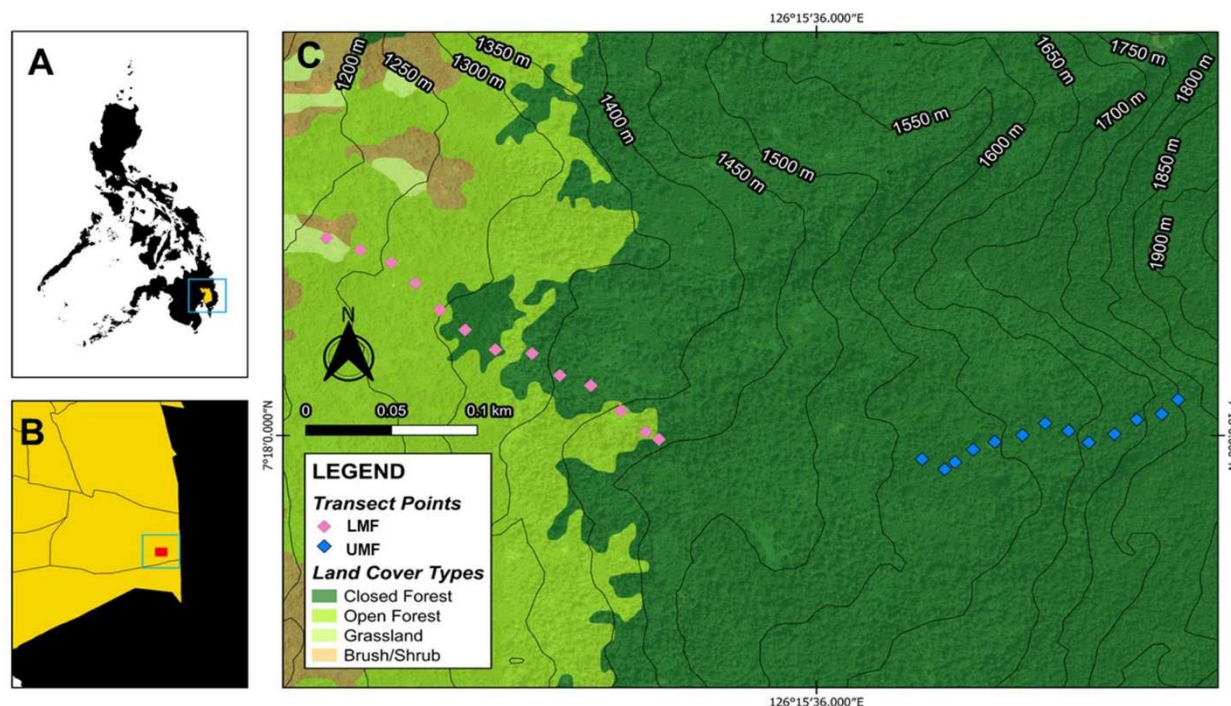 126°15'36.000"E
A
C
1200 m
1250 m
1350 m
1300 m
1400 m
1450 m
1500 m
1550 m
1600 m
1650 m
1750 m
1700 m
1800 m
1850 m
1900 m
N
0 0.05 0.1 km
7°18'0.000"N
B
LEGEND
Transect Points
LMF
UMF
Land Cover Types
Closed Forest
Open Forest
Grassland
Brush/Shrub
126°15'36.000"E